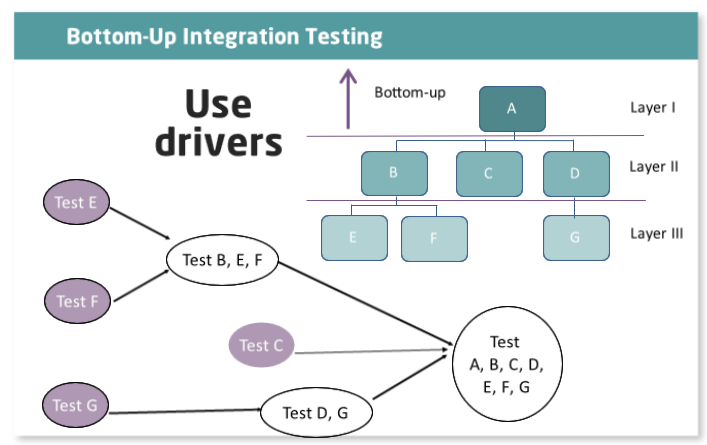 Bottom-Up Integration Testing
Use
drivers
Bottom-up
A
Layer I
B
C
D
Layer II
E
F
G
Layer III
Test E
Test B, E, F
Test F
Test C
Test
A, B, C, D,
E, F, G
Test G
Test D, G